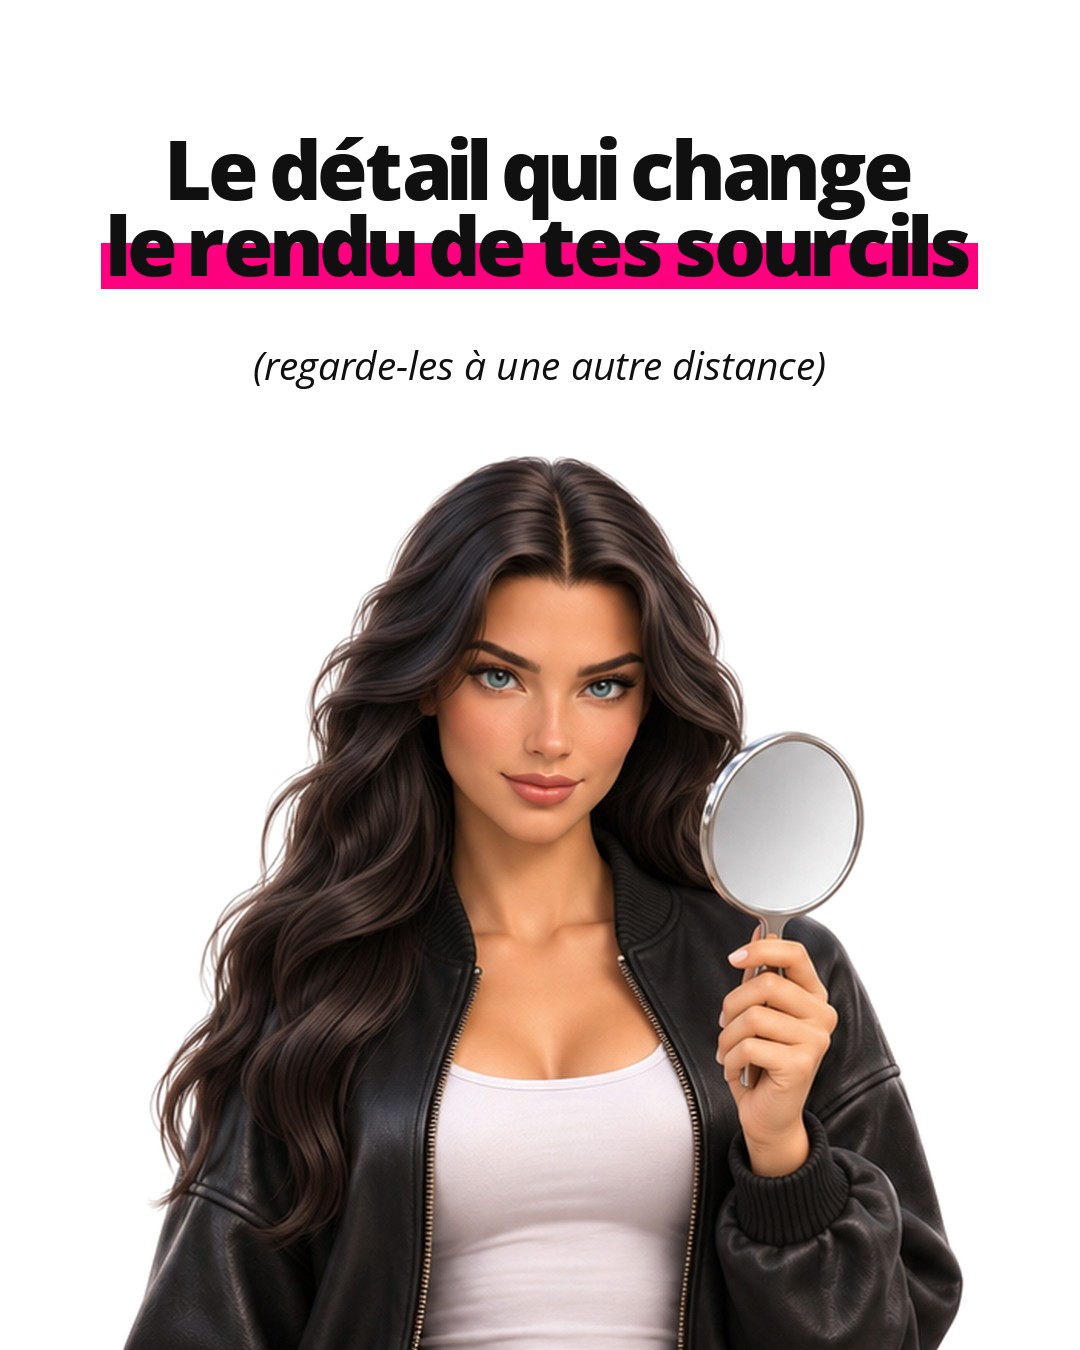 Le détail qui change
le rendu de tes sourcils
(regarde-les à une autre distance)